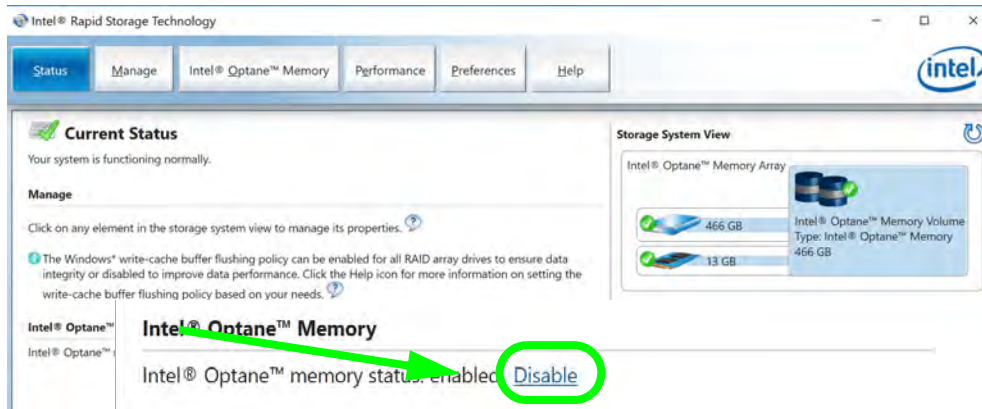 Intel® Rapid Storage Technology
Status Manage Intel® Optane™ Memory Performance Preferences Help
intel
Current Status
Your system is functioning normally.
Manage
Click on any element in the storage system view to manage its properties.
The Windows* write-cache buffer flushing policy can be enabled for all RAID array drives to ensure data
integrity or disabled to improve data performance. Click the Help icon for more information on setting the
write-cache buffer flushing policy based on your needs.
Intel® Optane™
Intel® Optane™
Storage System View
Intel® Optane™ Memory Array
466 GB
13 GB
Intel® Optane™ Memory Volume
Type: Intel® Optane™ Memory
466 GB
Intel® Optane™ Memory
Intel® Optane™ memory status: enabled Disable